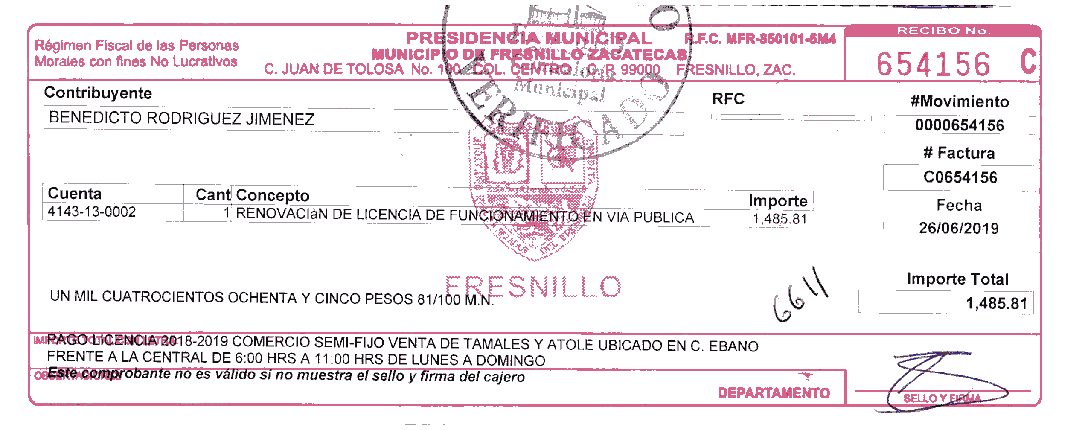 Régimen Fiscal de las Personas
Morales con fines No Lucrativos
PRESIDENCIA MUNICIPAL
R.F.C. MFR-850101-5M4
MUNICIPIO DE FRESNILLO ZACATECAS
C. JUAN DE TOLOSA No. 100 COL. CENTRO C.P. 99000 FRESNILLO, ZAC.
RECIBO No.
654156 C
Municipal
VERIFICADO
Contribuyente
BENEDICTO RODRIGUEZ JIMENEZ
RFC
#Movimiento
0000654156
# Factura
C0654156
Fecha
26/06/2019
Cuenta Cant Concepto Importe
4143-13-0002 1 RENOVACIàN DE LICENCIA DE FUNCIONAMIENTO EN VIA PUBLICA 1,485.81
FRESNILLO
UN MIL CUATROCIENTOS OCHENTA Y CINCO PESOS 81/100 M.N.
6611
Importe Total
1,485.81
PAGO LICENCIA 2018-2019 COMERCIO SEMI-FIJO VENTA DE TAMALES Y ATOLE UBICADO EN C. EBANO
FRENTE A LA CENTRAL DE 6:00 HRS A 11:00 HRS DE LUNES A DOMINGO
OBSERVACIONES
Este comprobante no es válido si no muestra el sello y firma del cajero
DEPARTAMENTO
SELLO Y FIRMA